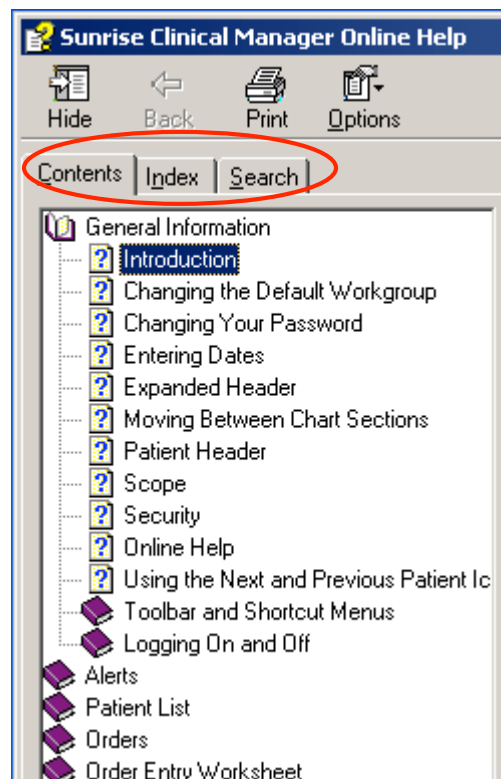 Sunrise Clinical Manager Online Help
Hide Back Print Options
Contents Index Search
General Information
Introduction
Changing the Default Workgroup
Changing Your Password
Entering Dates
Expanded Header
Moving Between Chart Sections
Patient Header
Scope
Security
Online Help
Using the Next and Previous Patient Ic
Toolbar and Shortcut Menus
Logging On and Off
Alerts
Patient List
Orders
Order Entry Worksheet